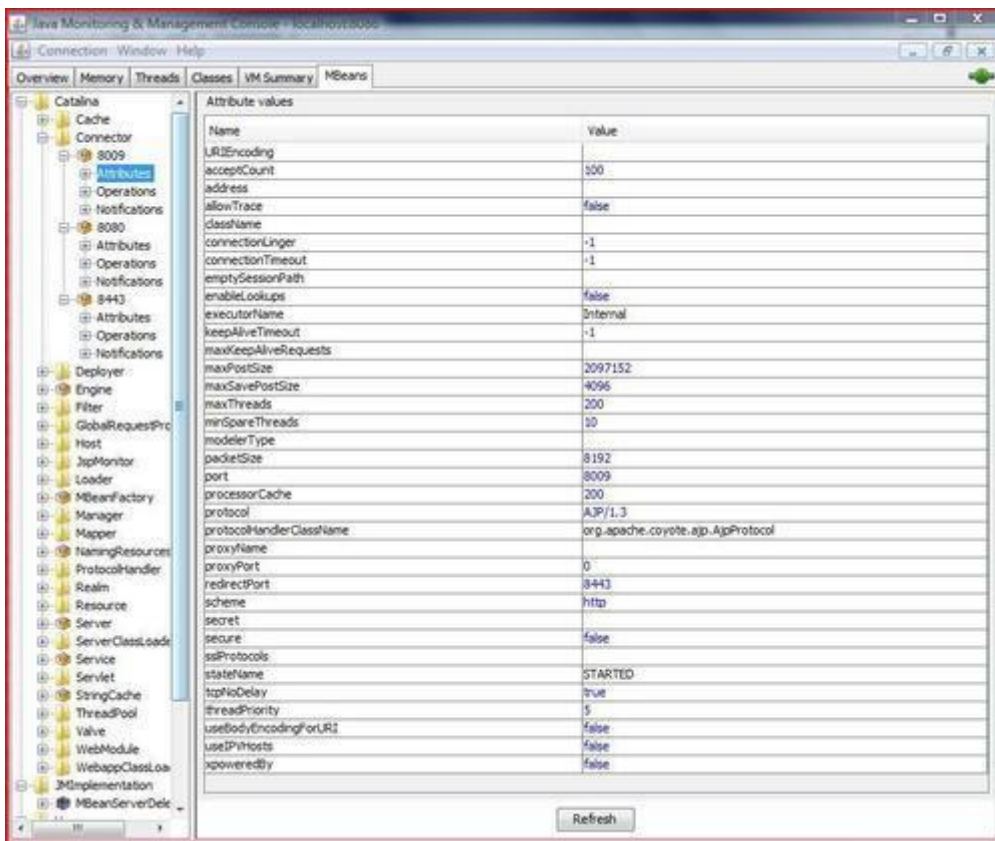 Java Monitoring & Management Console - localhost:8080
Connection Window Help
Overview Memory Threads Classes VM Summary MBeans
Catalina
Cache
Connector
8009
Attributes
Operations
Notifications
8080
Attributes
Operations
Notifications
8443
Attributes
Operations
Notifications
Deployer
Engine
Filter
GlobalRequestPrc
Host
JspMonitor
Loader
MBeanFactory
Manager
Mapper
NamingResources
ProtocolHandler
Realm
Resource
Server
ServerClassLoade
Service
Servlet
StringCache
ThreadPool
Valve
WebModule
WebappClassLoa
JMImplementation
MBeanServerDele
Attribute values
Name Value
URIEncoding
acceptCount 100
address
allowTrace false
className
connectionLinger -1
connectionTimeout -1
emptySessionPath
enableLookups false
executorName Internal
keepAliveTimeout -1
maxKeepAliveRequests
maxPostSize 2097152
maxSavePostSize 4096
maxThreads 200
minSpareThreads 10
modelerType
packetSize 8192
port 8009
processorCache 200
protocol AJP/1.3
protocolHandlerClassName org.apache.coyote.ajp.AjpProtocol
proxyName
proxyPort 0
redirectPort 8443
scheme http
secret
secure false
sslProtocols
stateName STARTED
tcpNoDelay true
threadPriority 5
useBodyEncodingForURI false
useIPVHosts false
xpoweredBy false
Refresh